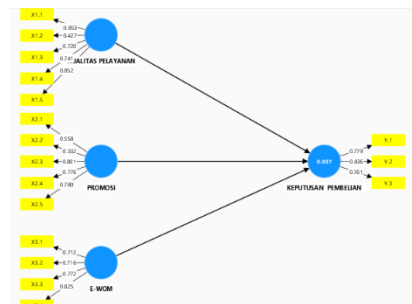 X1.1
X1.2
X1.3
X1.4
X1.5
0.427
0.720
0.852
KUALITAS PELAYANAN
X2.1
X2.2
X2.3
X2.4
X2.5
0.558
0.332
0.801
0.776
0.780
PROMOSI
X3.1
X3.2
X3.3
0.712
0.716
0.772
0.825
E-WOM
KEPUTUSAN PEMBELIAN
0.779
0.836
0.761
Y.1
Y.2
Y.3